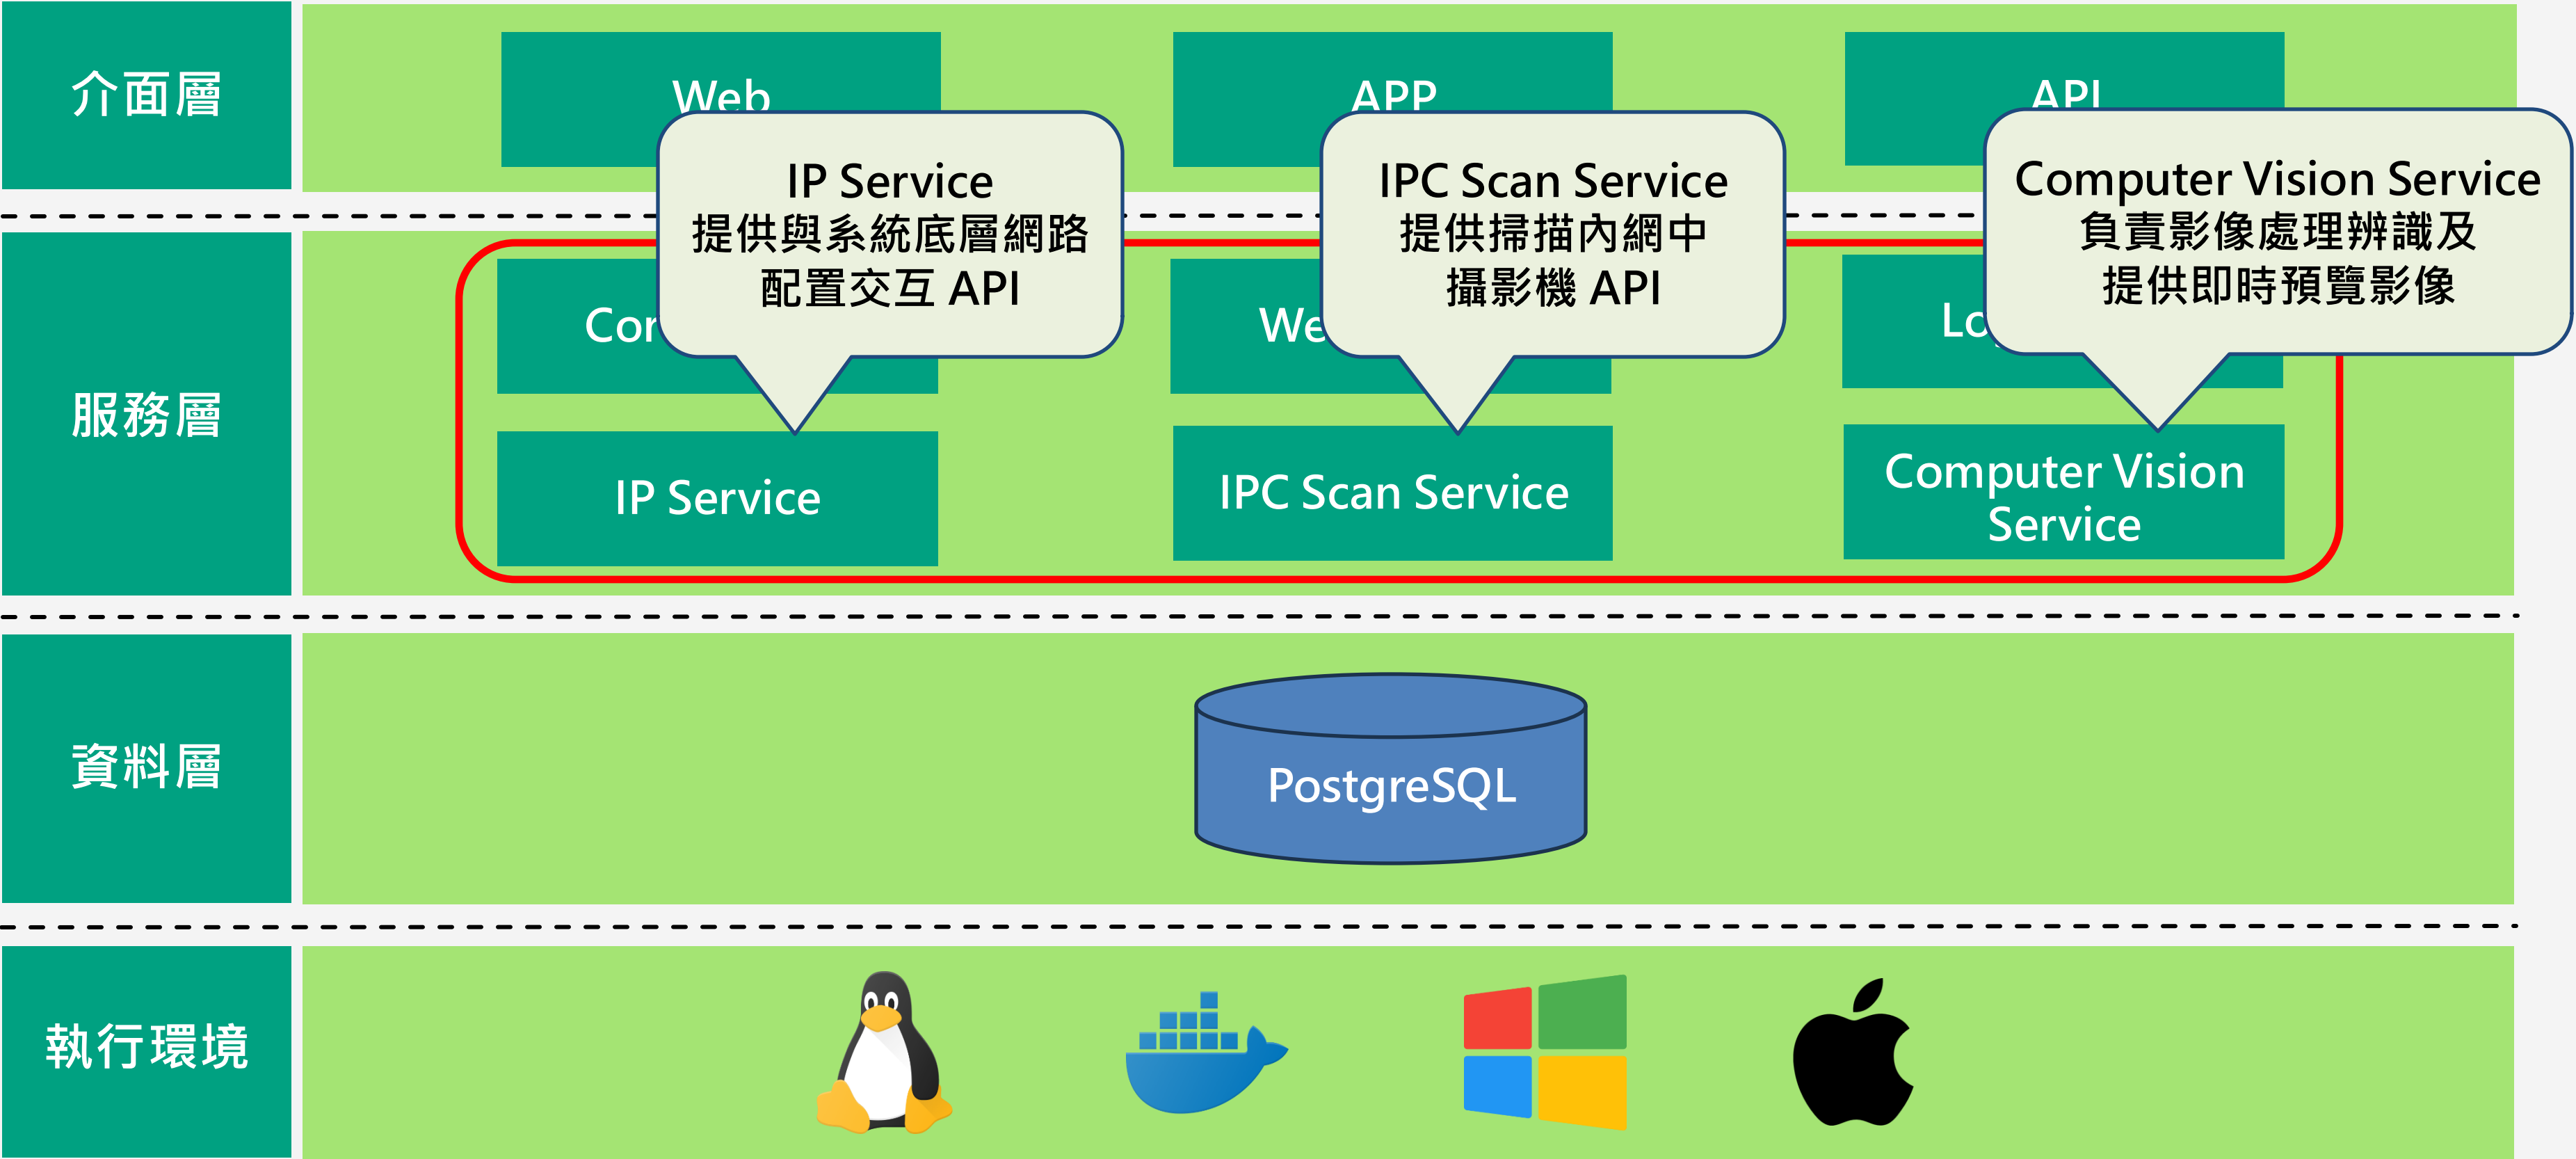 介面層
Web
APP
API
IP Service
提供與系統底層網路
配置交互 API
IPC Scan Service
提供掃描內網中
攝影機 API
Computer Vision Service
負責影像處理辨識及
提供即時預覽影像
服務層
IP Service
IPC Scan Service
Computer Vision
Service
資料層
PostgreSQL
執行環境